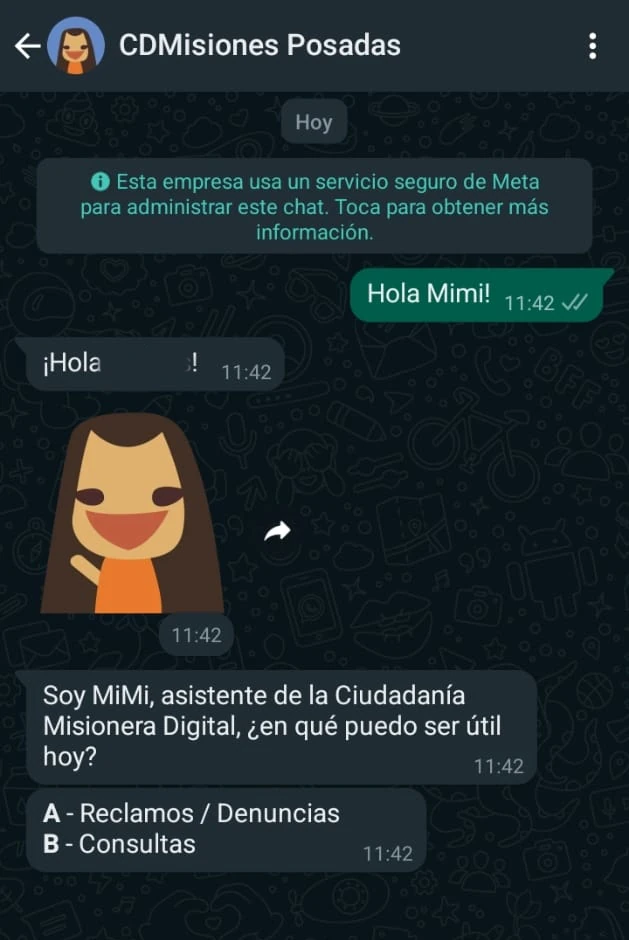 CDMisiones Posadas
Hoy
Esta empresa usa un servicio seguro de Meta
para administrar este chat. Toca para obtener más
información.
Hola Mimi! 11:42
¡Hola ! 11:42
11:42
Soy MiMi, asistente de la Ciudadanía
Misionera Digital, ¿en qué puedo ser útil
hoy?
11:42
A - Reclamos / Denuncias
B - Consultas
11:42